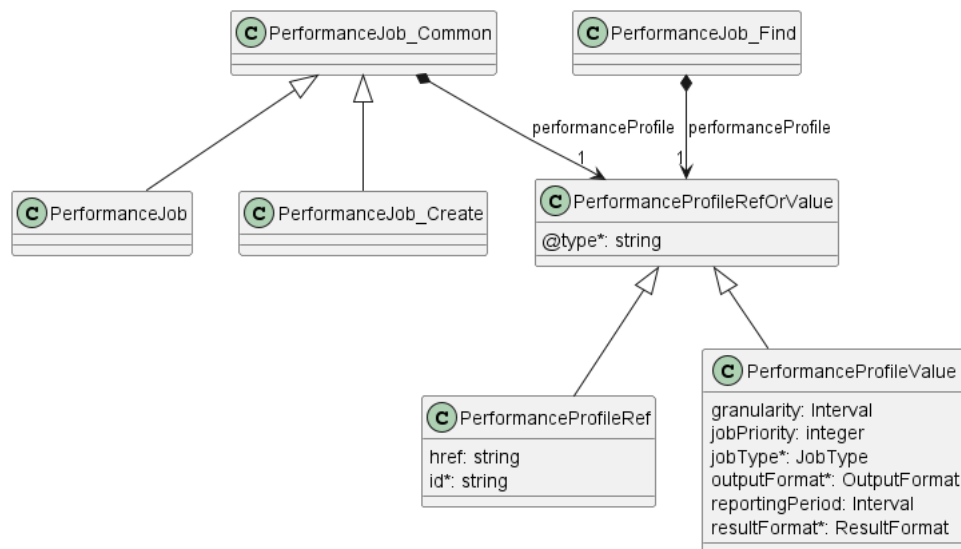 C PerformanceJob_Common
C PerformanceJob_Find
performanceProfile
performanceProfile
1
1
C PerformanceJob
C PerformanceJob_Create
C PerformanceProfileRefOrValue
@type*: string
C PerformanceProfileValue
granularity: Interval
jobPriority: integer
jobType*: JobType
outputFormat*: OutputFormat
reportingPeriod: Interval
resultFormat*: ResultFormat
C PerformanceProfileRef
href: string
id*: string